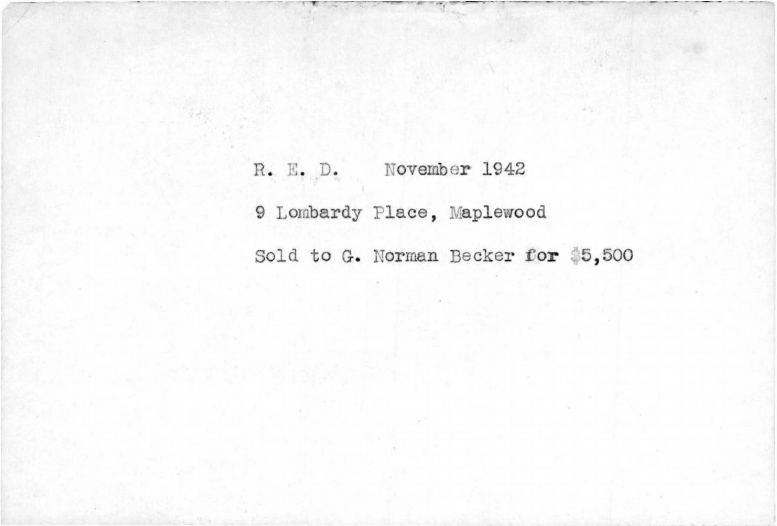 R. E. D. November 1942
9 Lombardy Place, Maplewood
Sold to G. Norman Becker for $5,500